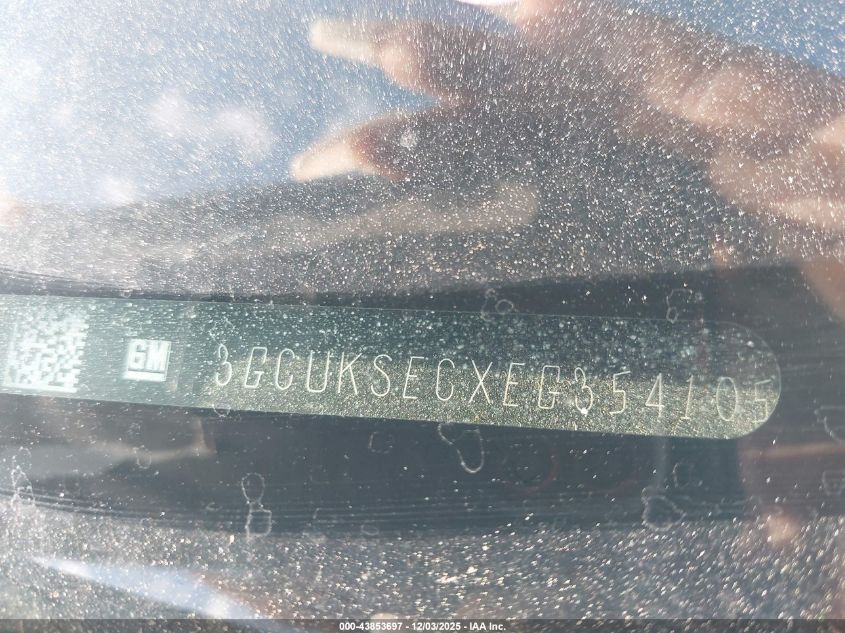 GM 3GCUKSECXEG354105
000-43853697 - 12/03/2025 - IAA Inc.